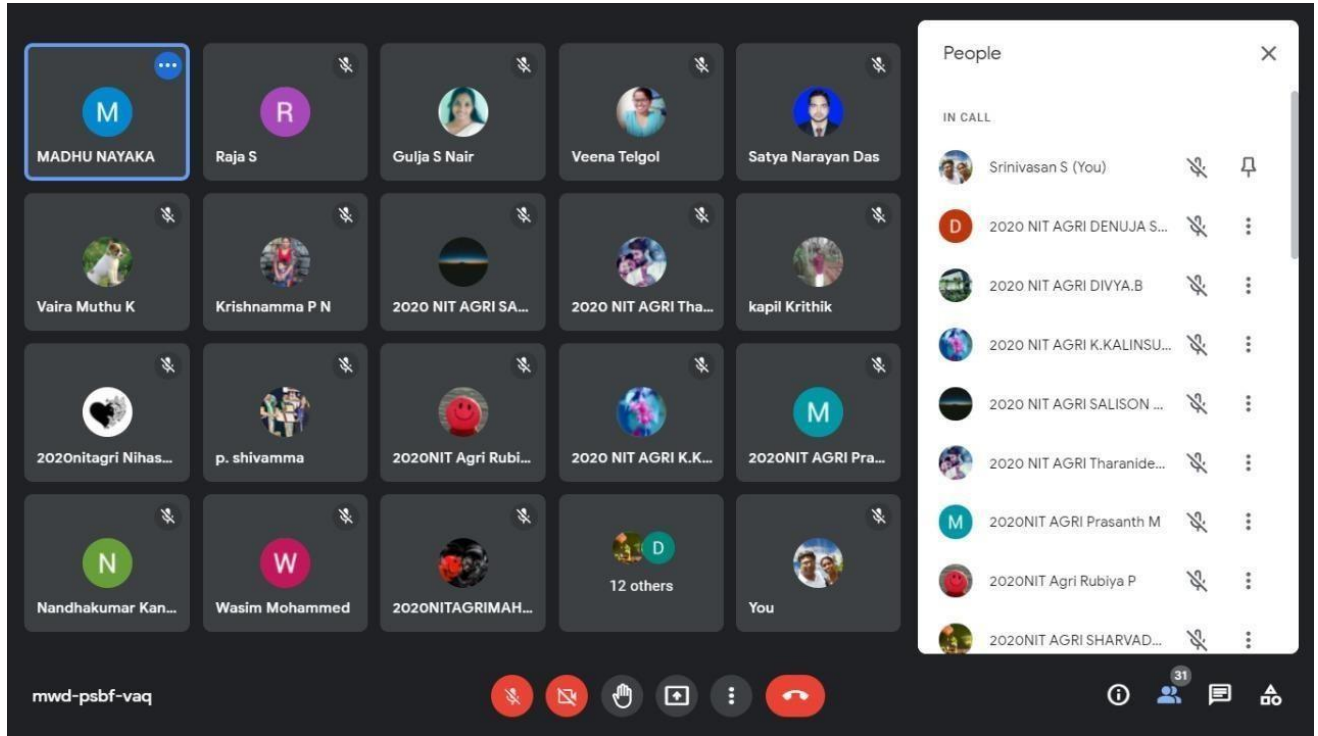 M
MADHU NAYAKA
R
Raja S
Gulja S Nair
Veena Telgol
Satya Narayan Das
Vaira Muthu K
Krishnamma P N
2020 NIT AGRI SA...
2020 NIT AGRI Tha...
kapil Krithik
2020nitagri Nihas...
p. shivamma
2020NIT Agri Rubi...
2020 NIT AGRI K.K...
M
2020NIT AGRI Pra...
N
Nandhakumar Kan...
W
Wasim Mohammed
2020NITAGRIMAH...
D
12 others
You
People
IN CALL
Srinivasan S (You)
D
2020 NIT AGRI DENUJA S...
2020 NIT AGRI DIVYA.B
2020 NIT AGRI K.KALINSU...
2020 NIT AGRI SALISON ...
2020 NIT AGRI Tharanide...
M
2020NIT AGRI Prasanth M
2020NIT Agri Rubiya P
2020NIT AGRI SHARVAD...
mwd-psbf-vaq
31